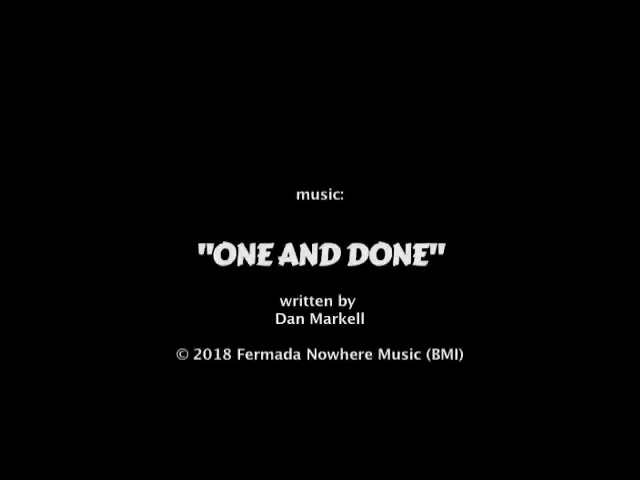 music:
"ONE AND DONE"
written by
Dan Markell
© 2018 Fermada Nowhere Music (BMI)